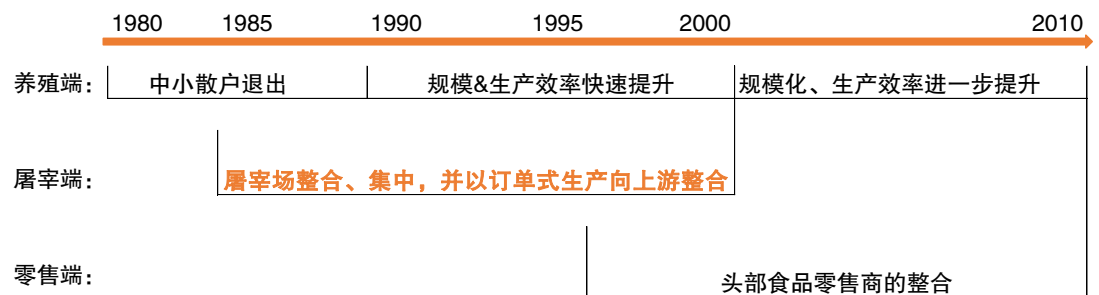 1980 1985 1990 1995 2000 2010
养殖端： 中小散户退出 规模&生产效率快速提升 规模化、生产效率进一步提升
屠宰端： 屠宰场整合、集中，并以订单式生产向上游整合
零售端： 头部食品零售商的整合